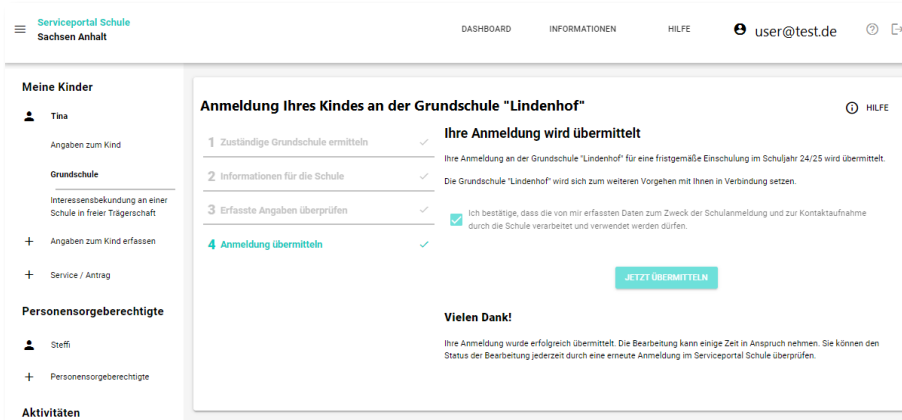 Serviceportal Schule
Sachsen Anhalt
DASHBOARD
INFORMATIONEN
HILFE
user@test.de
Meine Kinder
Tina
Angaben zum Kind
Grundschule
Interessensbekundung an einer
Schule in freier Trägerschaft
Angaben zum Kind erfassen
Service / Antrag
Personensorgeberechtigte
Steffi
Personensorgeberechtigte
Aktivitäten
Anmeldung Ihres Kindes an der Grundschule "Lindenhof"
HILFE
1 Zuständige Grundschule ermitteln
2 Informationen für die Schule
3 Erfasste Angaben überprüfen
4 Anmeldung übermitteln
Ihre Anmeldung wird übermittelt
Ihre Anmeldung an der Grundschule "Lindenhof" für eine fristgemäße Einschulung im Schuljahr 24/25 wird übermittelt.
Die Grundschule "Lindenhof" wird sich zum weiteren Vorgehen mit Ihnen in Verbindung setzen.
Ich bestätige, dass die von mir erfassten Daten zum Zweck der Schulanmeldung und zur Kontaktaufnahme
durch die Schule verarbeitet und verwendet werden dürfen.
JETZT ÜBERMITTELN
Vielen Dank!
Ihre Anmeldung wurde erfolgreich übermittelt. Die Bearbeitung kann einige Zeit in Anspruch nehmen. Sie können den
Status der Bearbeitung jederzeit durch eine erneute Anmeldung im Serviceportal Schule überprüfen.